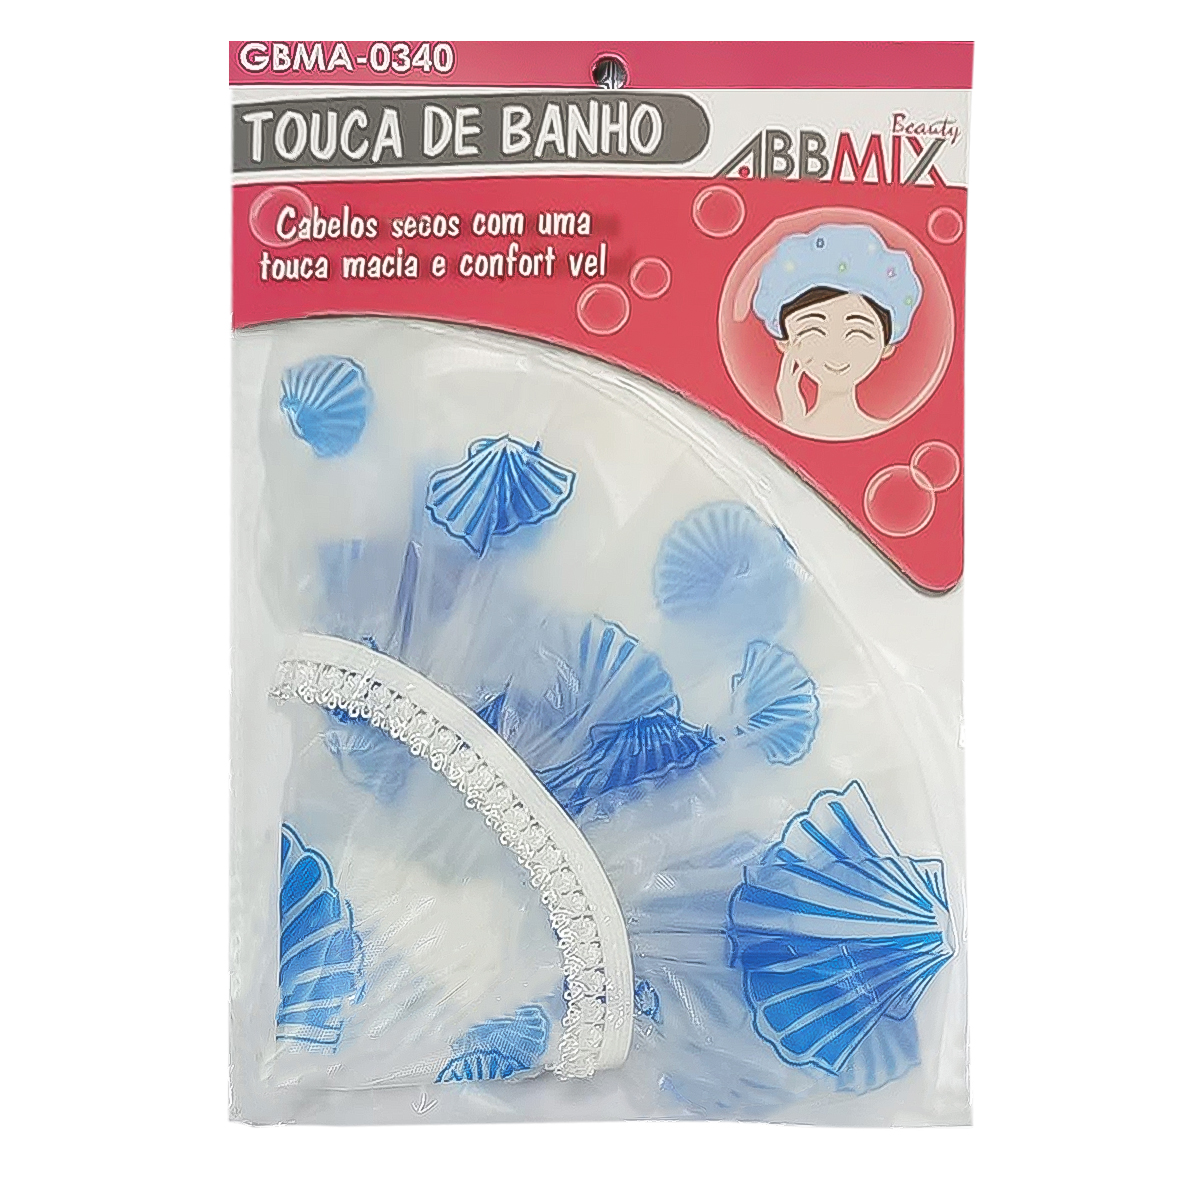 GBMA-0340
TOUCA DE BANHO
Beauty
ABBMIX
Cabelos secos com uma
touca macia e confort vel